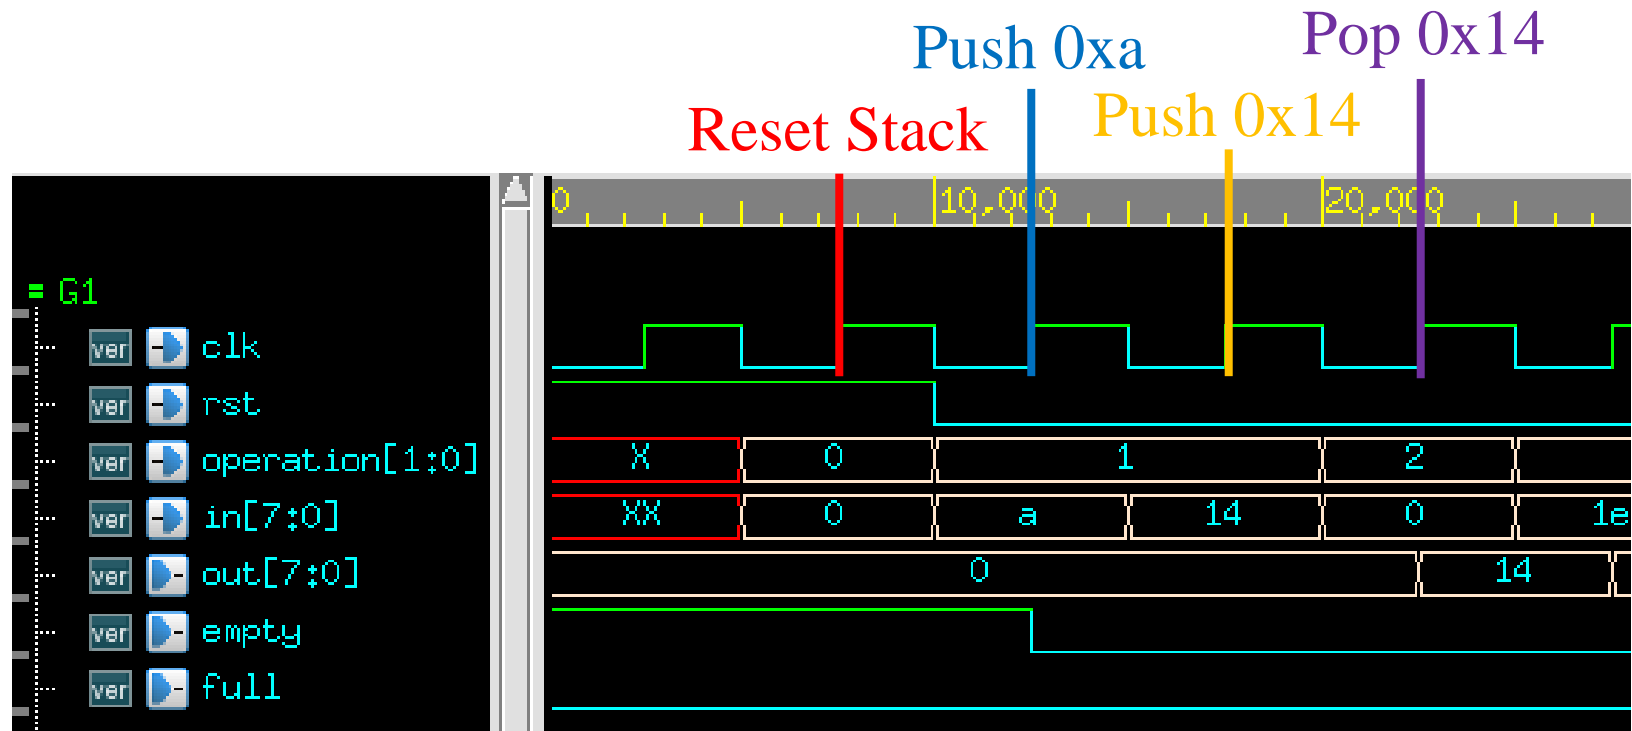 Pop 0x14
Push 0xa
Push 0x14
Reset Stack
0 10,000 20,000
G1
ver clk
ver rst
ver operation[1:0] X 0 1 2
ver in[7:0] XX 0 a 14 0 1e
ver out[7:0] 0 14
ver empty
ver full